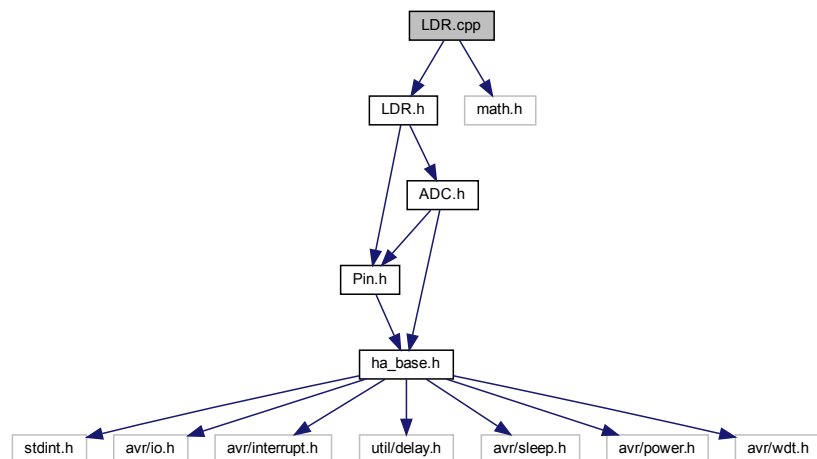 LDR.cpp
LDR.h
math.h
ADC.h
Pin.h
ha_base.h
stdint.h
avr/io.h
avr/interrupt.h
util/delay.h
avr/sleep.h
avr/power.h
avr/wdt.h